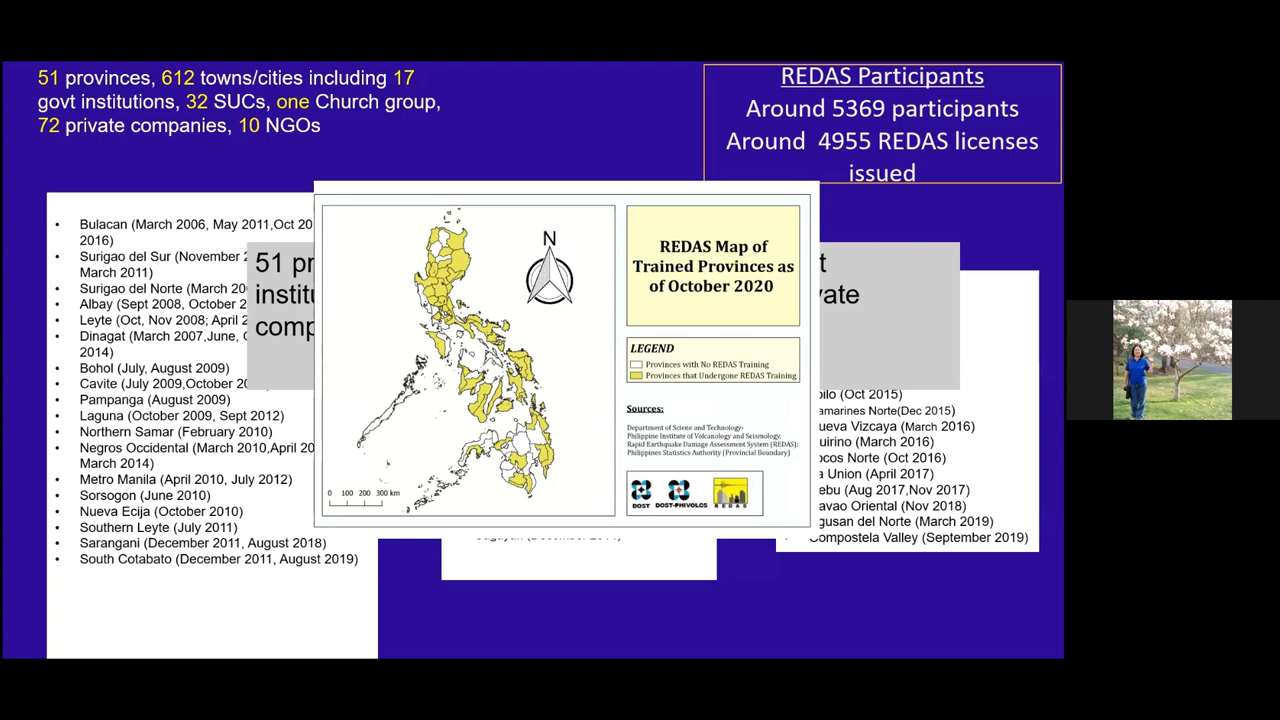 51 provinces, 612 towns/cities including 17
govt institutions, 32 SUCs, one Church group,
72 private companies, 10 NGOs
REDAS Participants
Around 5369 participants
Around 4955 REDAS licenses
issued
• Bulacan (March 2006, May 2011,Oct 20
2016)
• Surigao del Sur (November 2
March 2011)
• Surigao del Norte (March 20
• Albay (Sept 2008, October 2
• Leyte (Oct, Nov 2008; April 2
• Dinagat (March 2007,June,
2014)
• Bohol (July, August 2009)
• Cavite (July 2009,October 20
• Pampanga (August 2009)
• Laguna (October 2009, Sept 2012)
• Northern Samar (February 2010)
• Negros Occidental (March 2010,April 20
March 2014)
• Metro Manila (April 2010, July 2012)
• Sorsogon (June 2010)
• Nueva Ecija (October 2010)
• Southern Leyte (July 2011)
• Sarangani (December 2011, August 2018)
• South Cotabato (December 2011, August 2019)
51 pr
institu
comp
N
0 100 200 300 km
REDAS Map of
Trained Provinces as
of October 2020
LEGEND
Provinces with No REDAS Training
Provinces that Undergone REDAS Training
Sources:
Department of Sciene and Technology-
Philippine Institute of Volcanology and Seismology,
Rapid Earthquake Damage Assessment System (REDAS);
Philippines Statistics Authority (Provincial Boundary)
DOST DOST-PHIVOLCS REDAS
t
vate
oilo (Oct 2015)
amarines Norte(Dec 2015)
ueva Vizcaya (March 2016)
uirino (March 2016)
ocos Norte (Oct 2016)
a Union (April 2017)
ebu (Aug 2017,Nov 2017)
avao Oriental (Nov 2018)
gusan del Norte (March 2019)
Compostela Valley (September 2019)